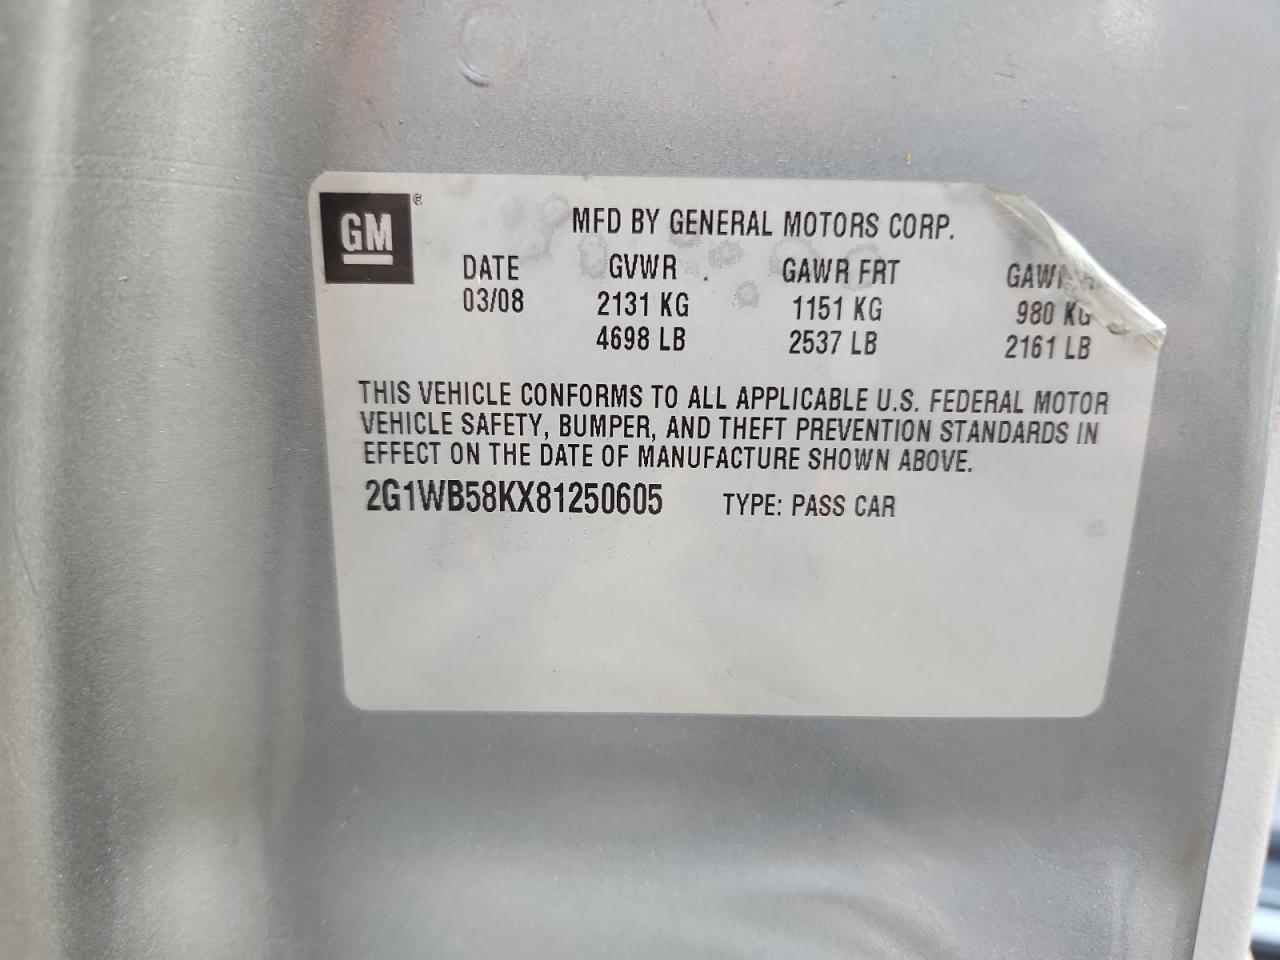 GM ®
MFD BY GENERAL MOTORS CORP.
DATE GVWR GAWR FRT
03/08 2131 KG 1151 KG 980 KG
4698 LB 2537 LB 2161 LB
THIS VEHICLE CONFORMS TO ALL APPLICABLE U.S. FEDERAL MOTOR
VEHICLE SAFETY, BUMPER, AND THEFT PREVENTION STANDARDS IN
EFFECT ON THE DATE OF MANUFACTURE SHOWN ABOVE.
2G1WB58KX81250605 TYPE: PASS CAR